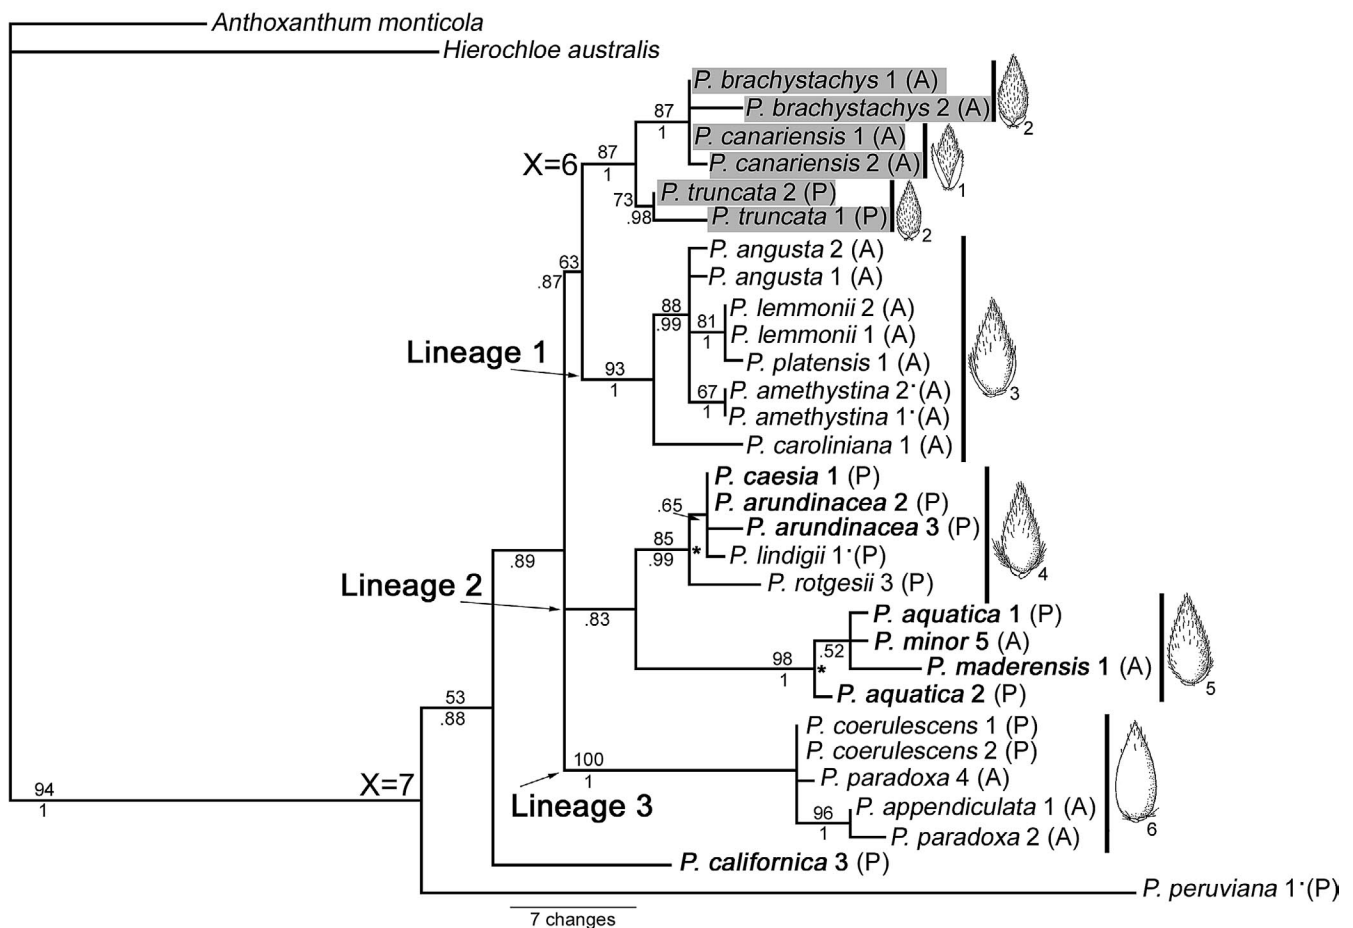 Anthoxanthum monticola
Hierochloe australis
P. brachystachys 1 (A)
P. brachystachys 2 (A)
2
87
1
P. canariensis 1 (A)
P. canariensis 2 (A)
1
X=6
87
1
P. truncata 2 (P)
73
.98
P. truncata 1 (P)
2
P. angusta 2 (A)
63
.87
P. angusta 1 (A)
88
.99
P. lemmonii 2 (A)
81
1
P. lemmonii 1 (A)
Lineage 1
P. platensis 1 (A)
93
1
P. amethystina 2• (A)
67
1
P. amethystina 1• (A)
3
P. caroliniana 1 (A)
P. caesia 1 (P)
P. arundinacea 2 (P)
.65
P. arundinacea 3 (P)
85
.99
*
P. lindigii 1• (P)
4
.89
P. rotgesii 3 (P)
Lineage 2
.83
P. aquatica 1 (P)
P. minor 5 (A)
.52
98
1
*
P. maderensis 1 (A)
5
P. aquatica 2 (P)
53
.88
P. coerulescens 1 (P)
P. coerulescens 2 (P)
100
1
P. paradoxa 4 (A)
X=7
94
1
Lineage 3
P. appendiculata 1 (A)
96
1
6
P. paradoxa 2 (A)
P. californica 3 (P)
P. peruviana 1• (P)
7 changes